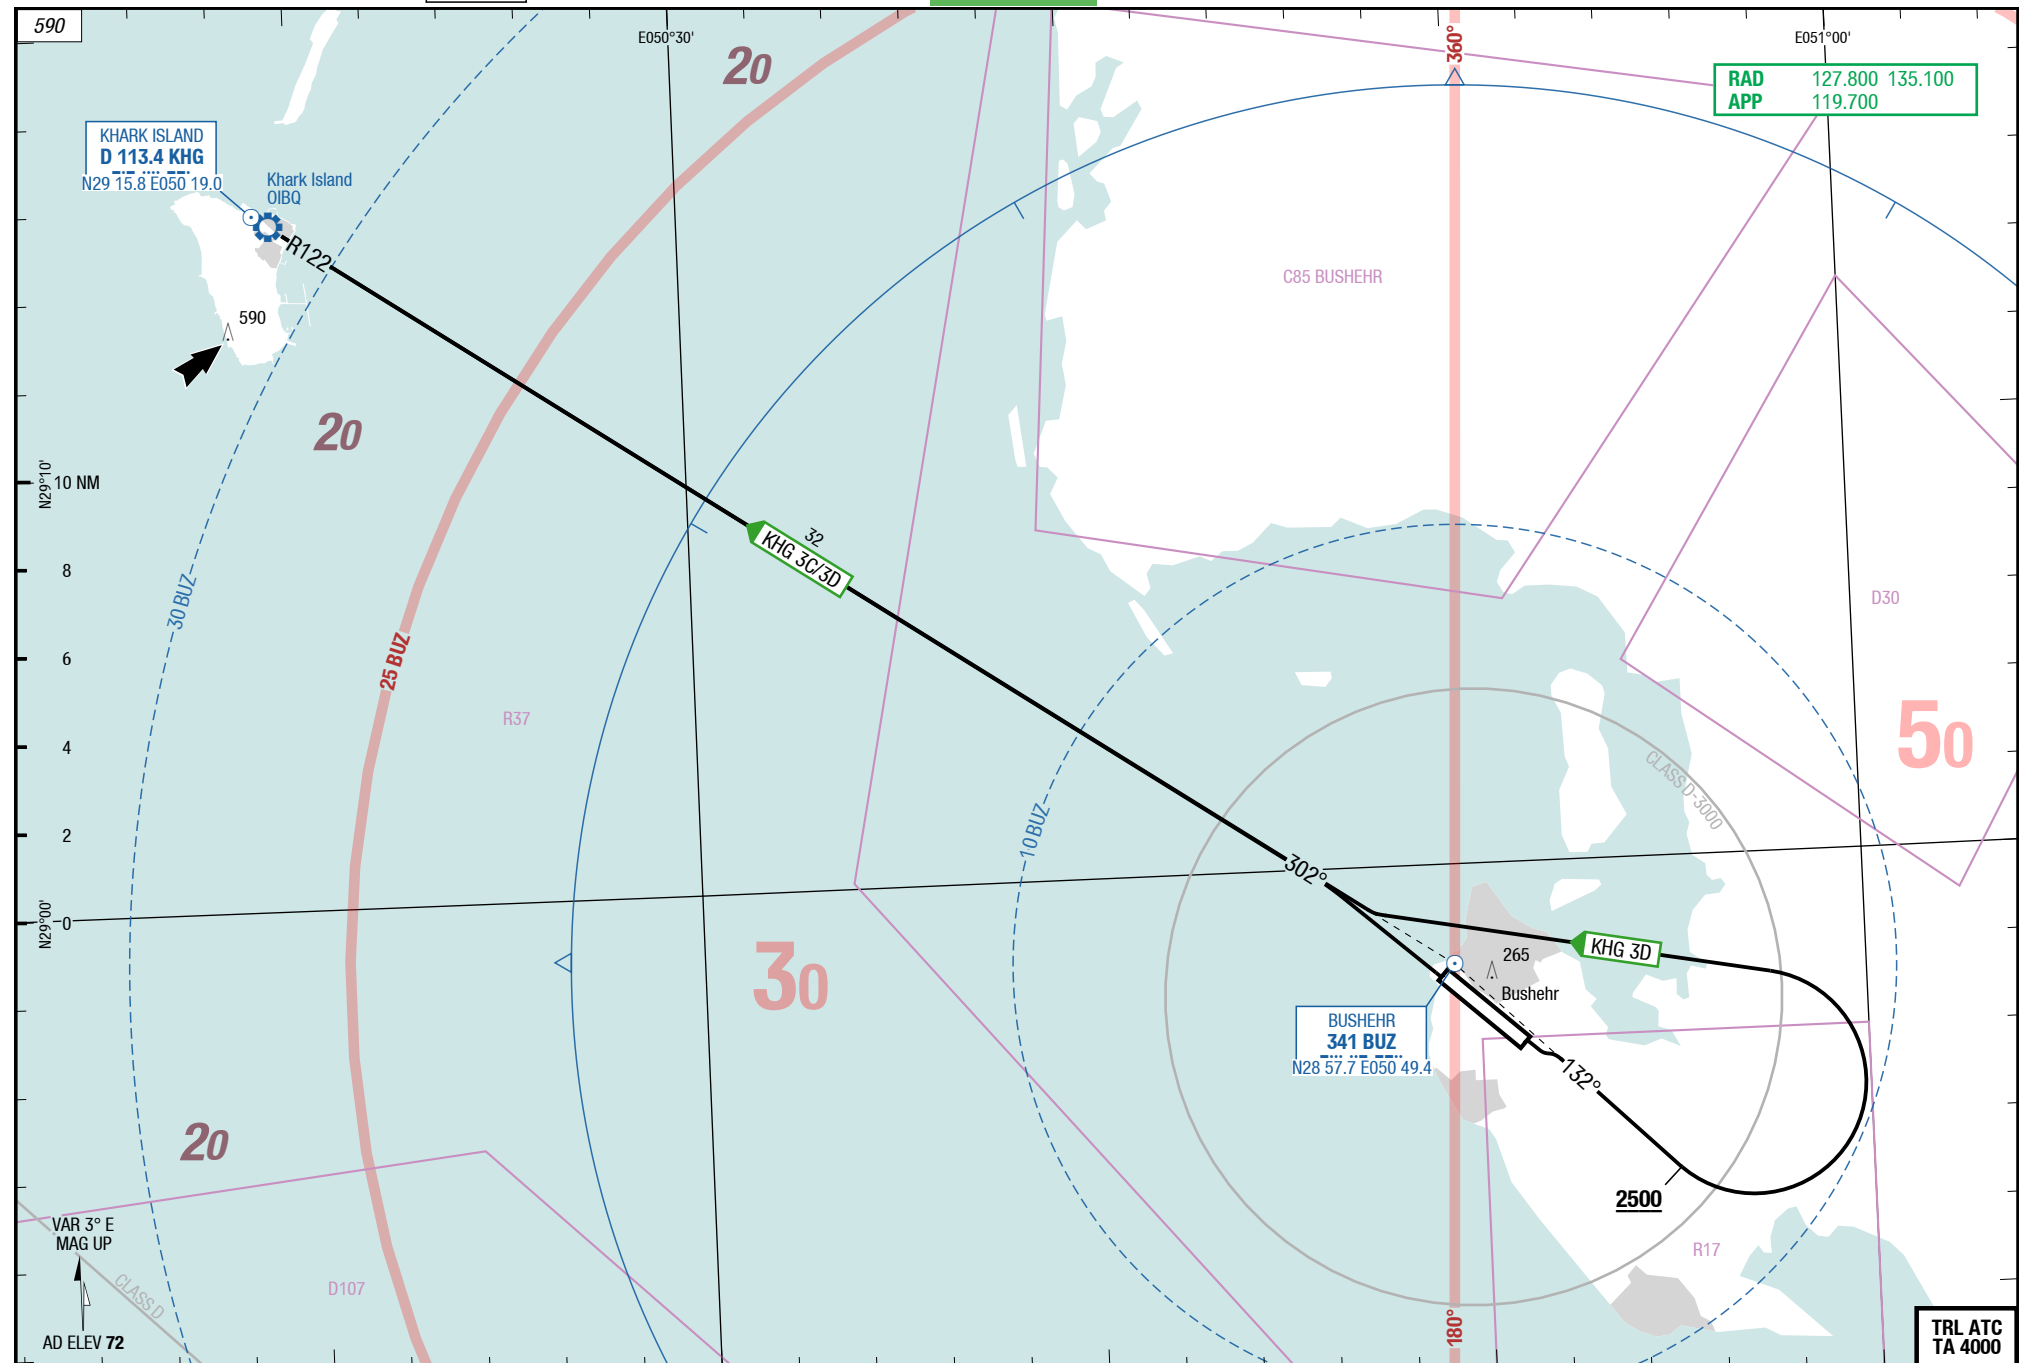 590
E050°30'
E051°00'
360°
20
RAD 127.800 135.100
APP 119.700
KHARK ISLAND
D 113.4 KHG
N29 15.8 E050 19.0
Khark Island
OIBQ
R122
C85 BUSHEHR
590
20
N29°10'
10 NM
32
KHG 3C/3D
8
30 BUZ
D30
6
25 BUZ
R37
4
50
CLASS D-3000
2
10 BUZ
302°
N29°00'
0
KHG 3D
265
30
Bushehr
BUSHEHR
341 BUZ
N28 57.7 E050 49.4
132°
20
2500
VAR 3° E
MAG UP
R17
CLASS D
D107
180°
AD ELEV 72
TRL ATC
TA 4000